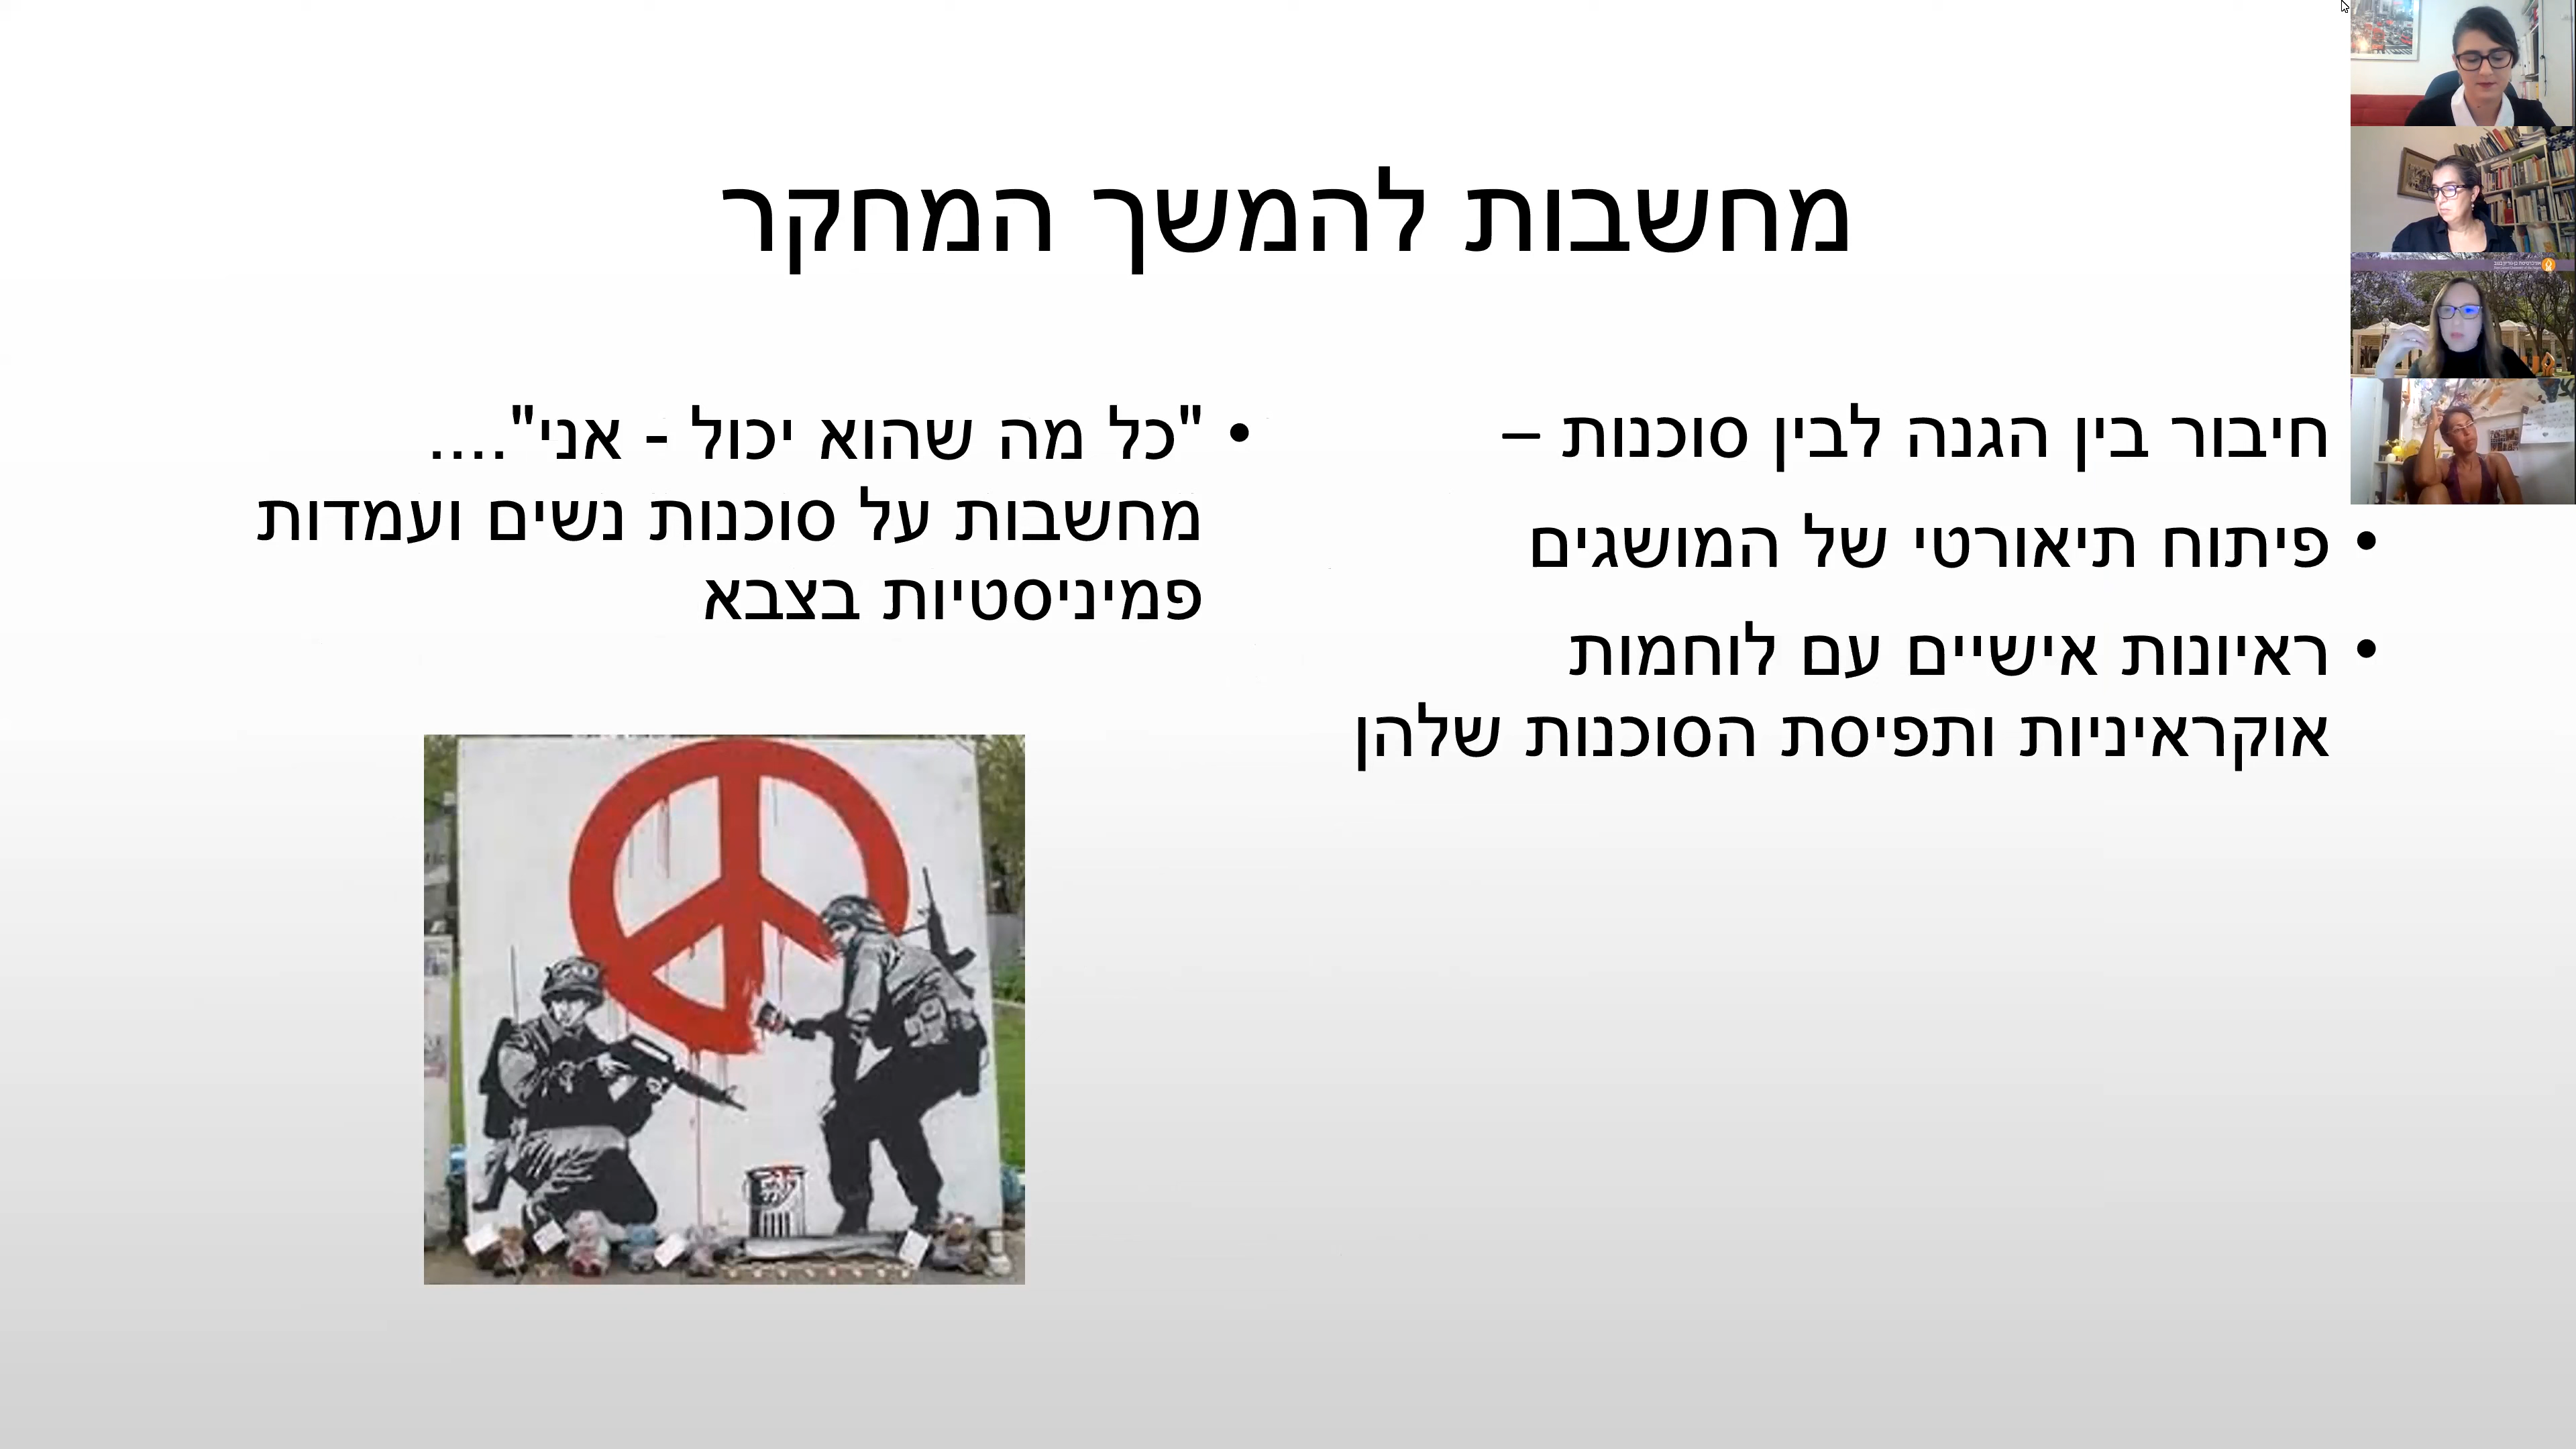 מחשבות להמשך המחקר
חיבור בין הגנה לבין סוכנות –
• פיתוח תיאורטי של המושגים
• ראיונות אישיים עם לוחמות
אוקראיניות ותפיסת הסוכנות שלהן
• "כל מה שהוא יכול - אני"....
מחשבות על סוכנות נשים ועמדות
פמיניסטיות בצבא